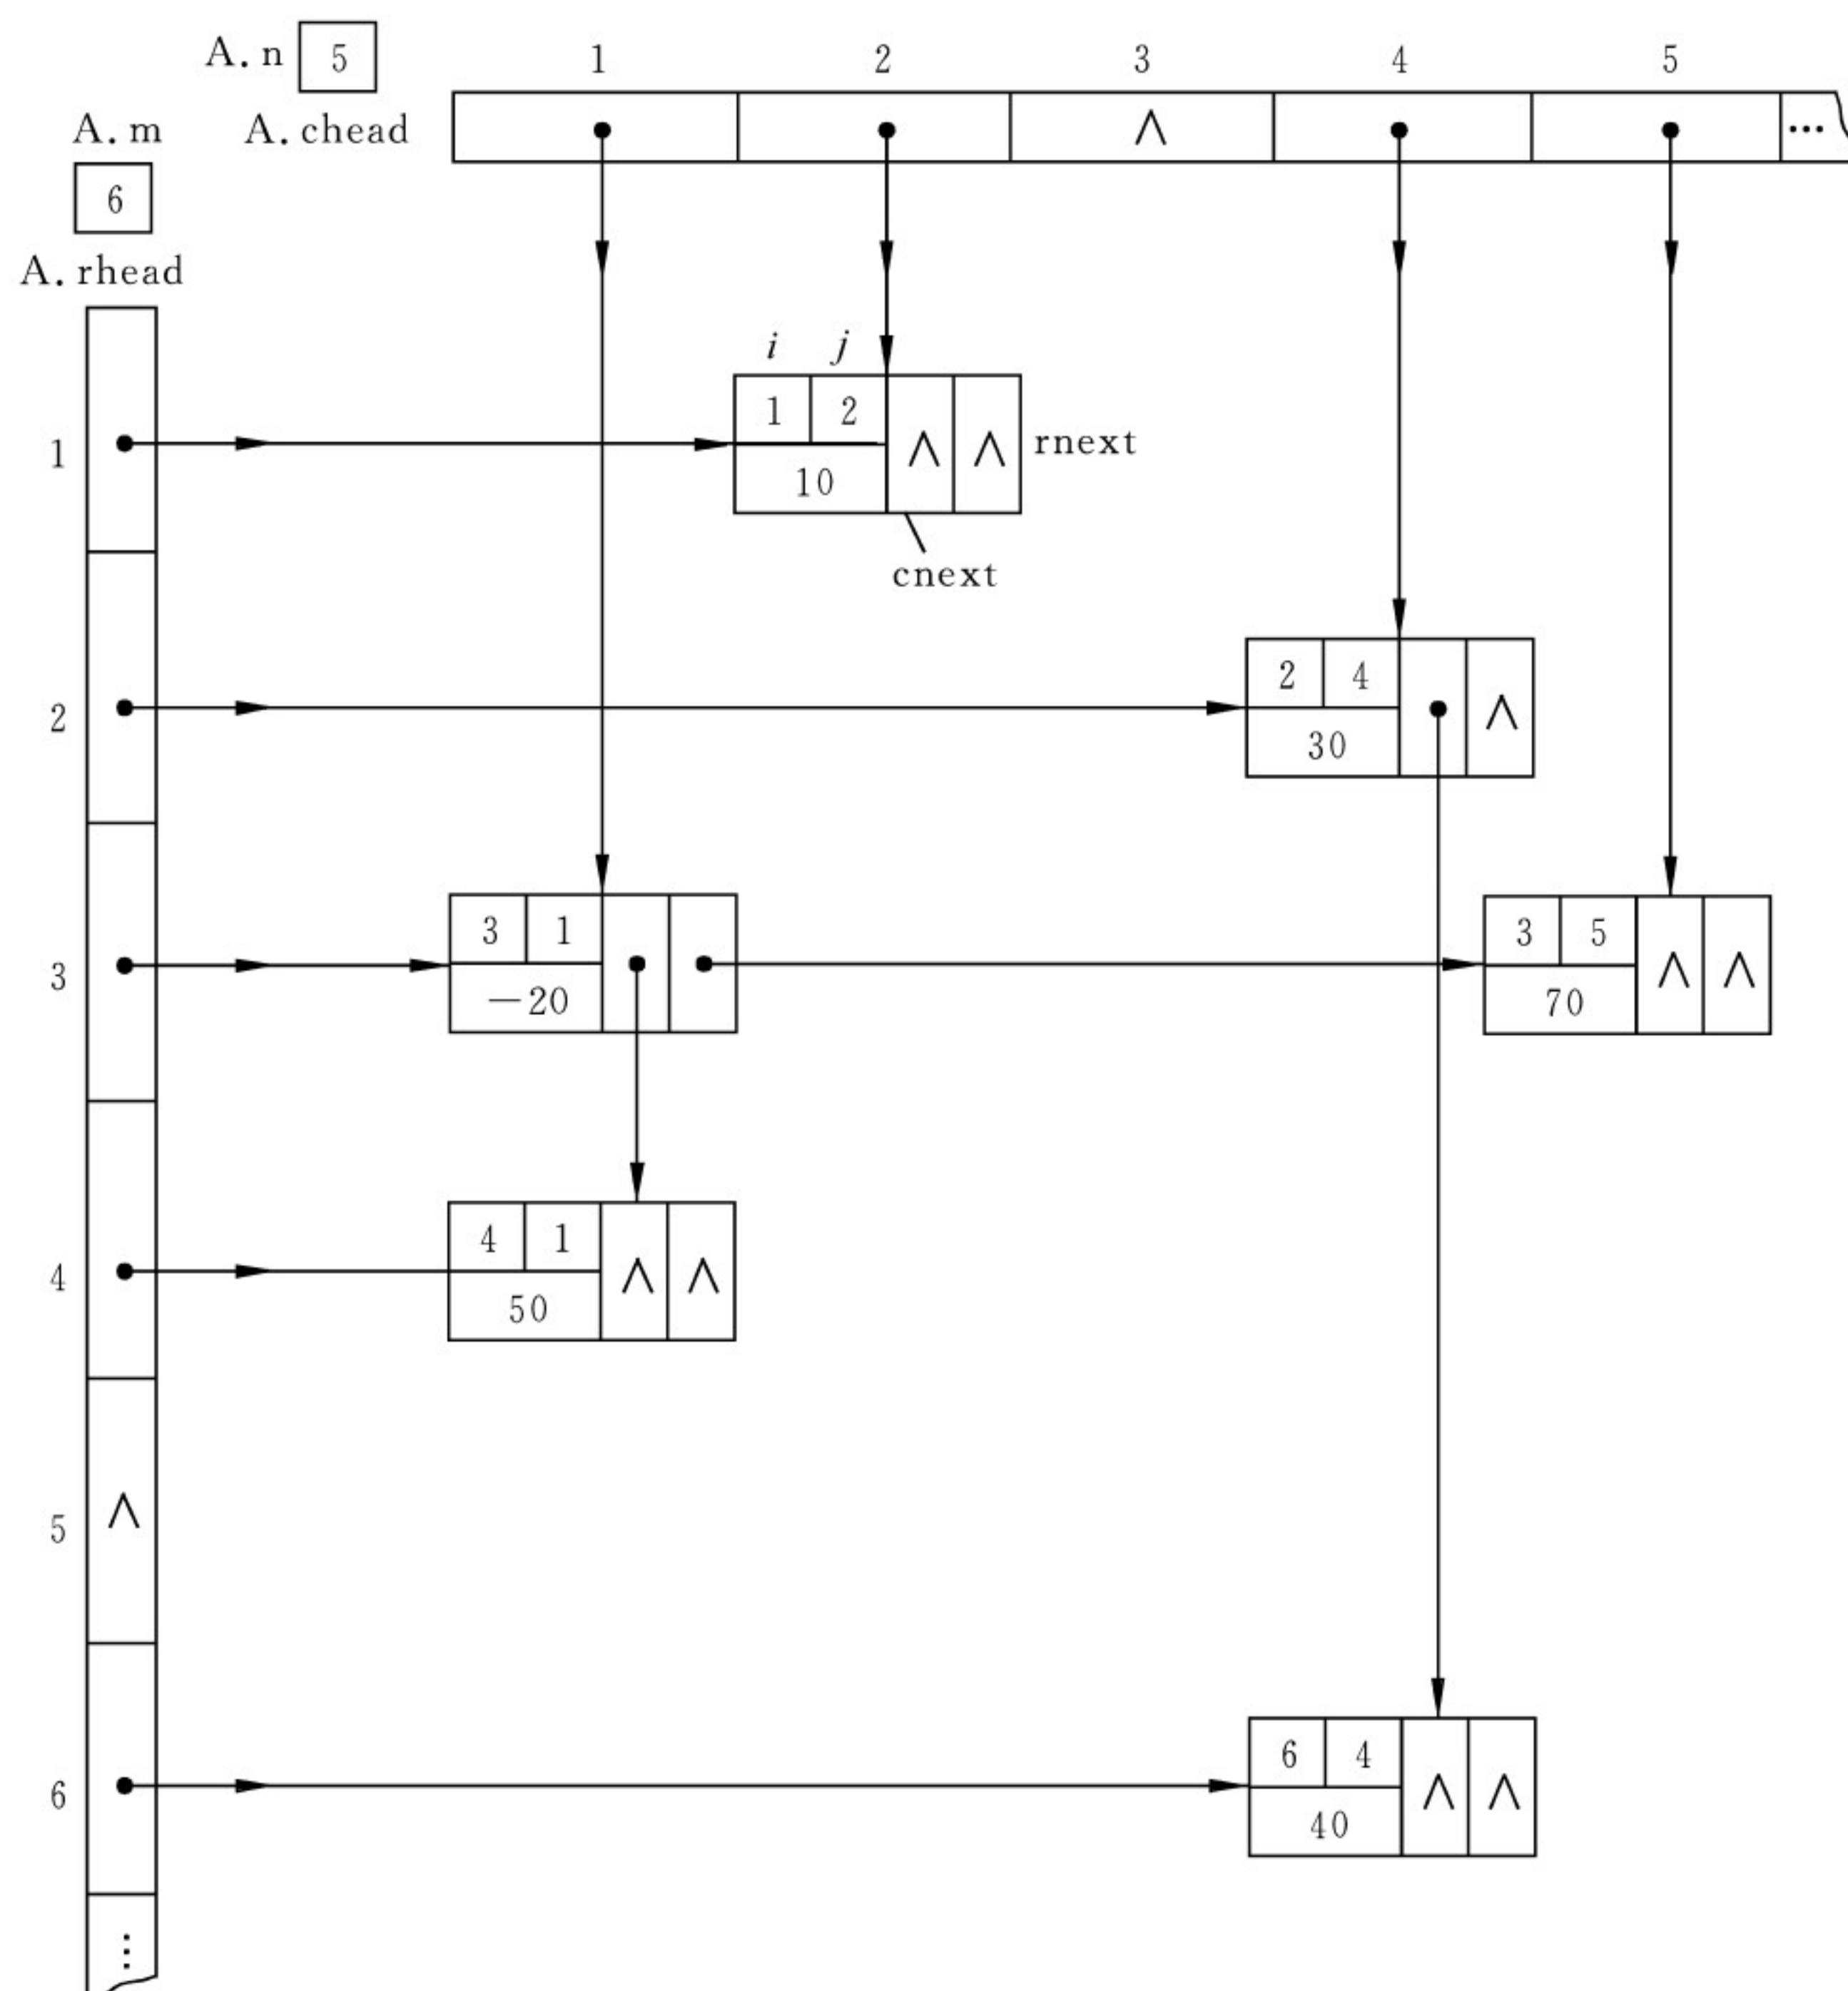 A. n 5 1 2 3 4 5
A. m A. chead ∧ …
6
A. rhead
i j
1 2
1 ∧ ∧ rnext
10
cnext
2 4
2 ∧
30
3 1 3 5
3 ∧ ∧
−20 70
4 1
4 ∧ ∧
50
∧
5
6 4
6 ∧ ∧
40
⋮